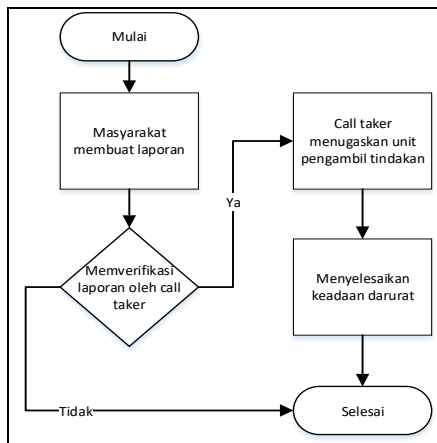 Mulai
Masyarakat
membuat laporan
Memverifikasi
laporan oleh call
taker
Ya
Call taker
menugaskan unit
pengambil tindakan
Menyelesaikan
keadaan darurat
Tidak
Selesai